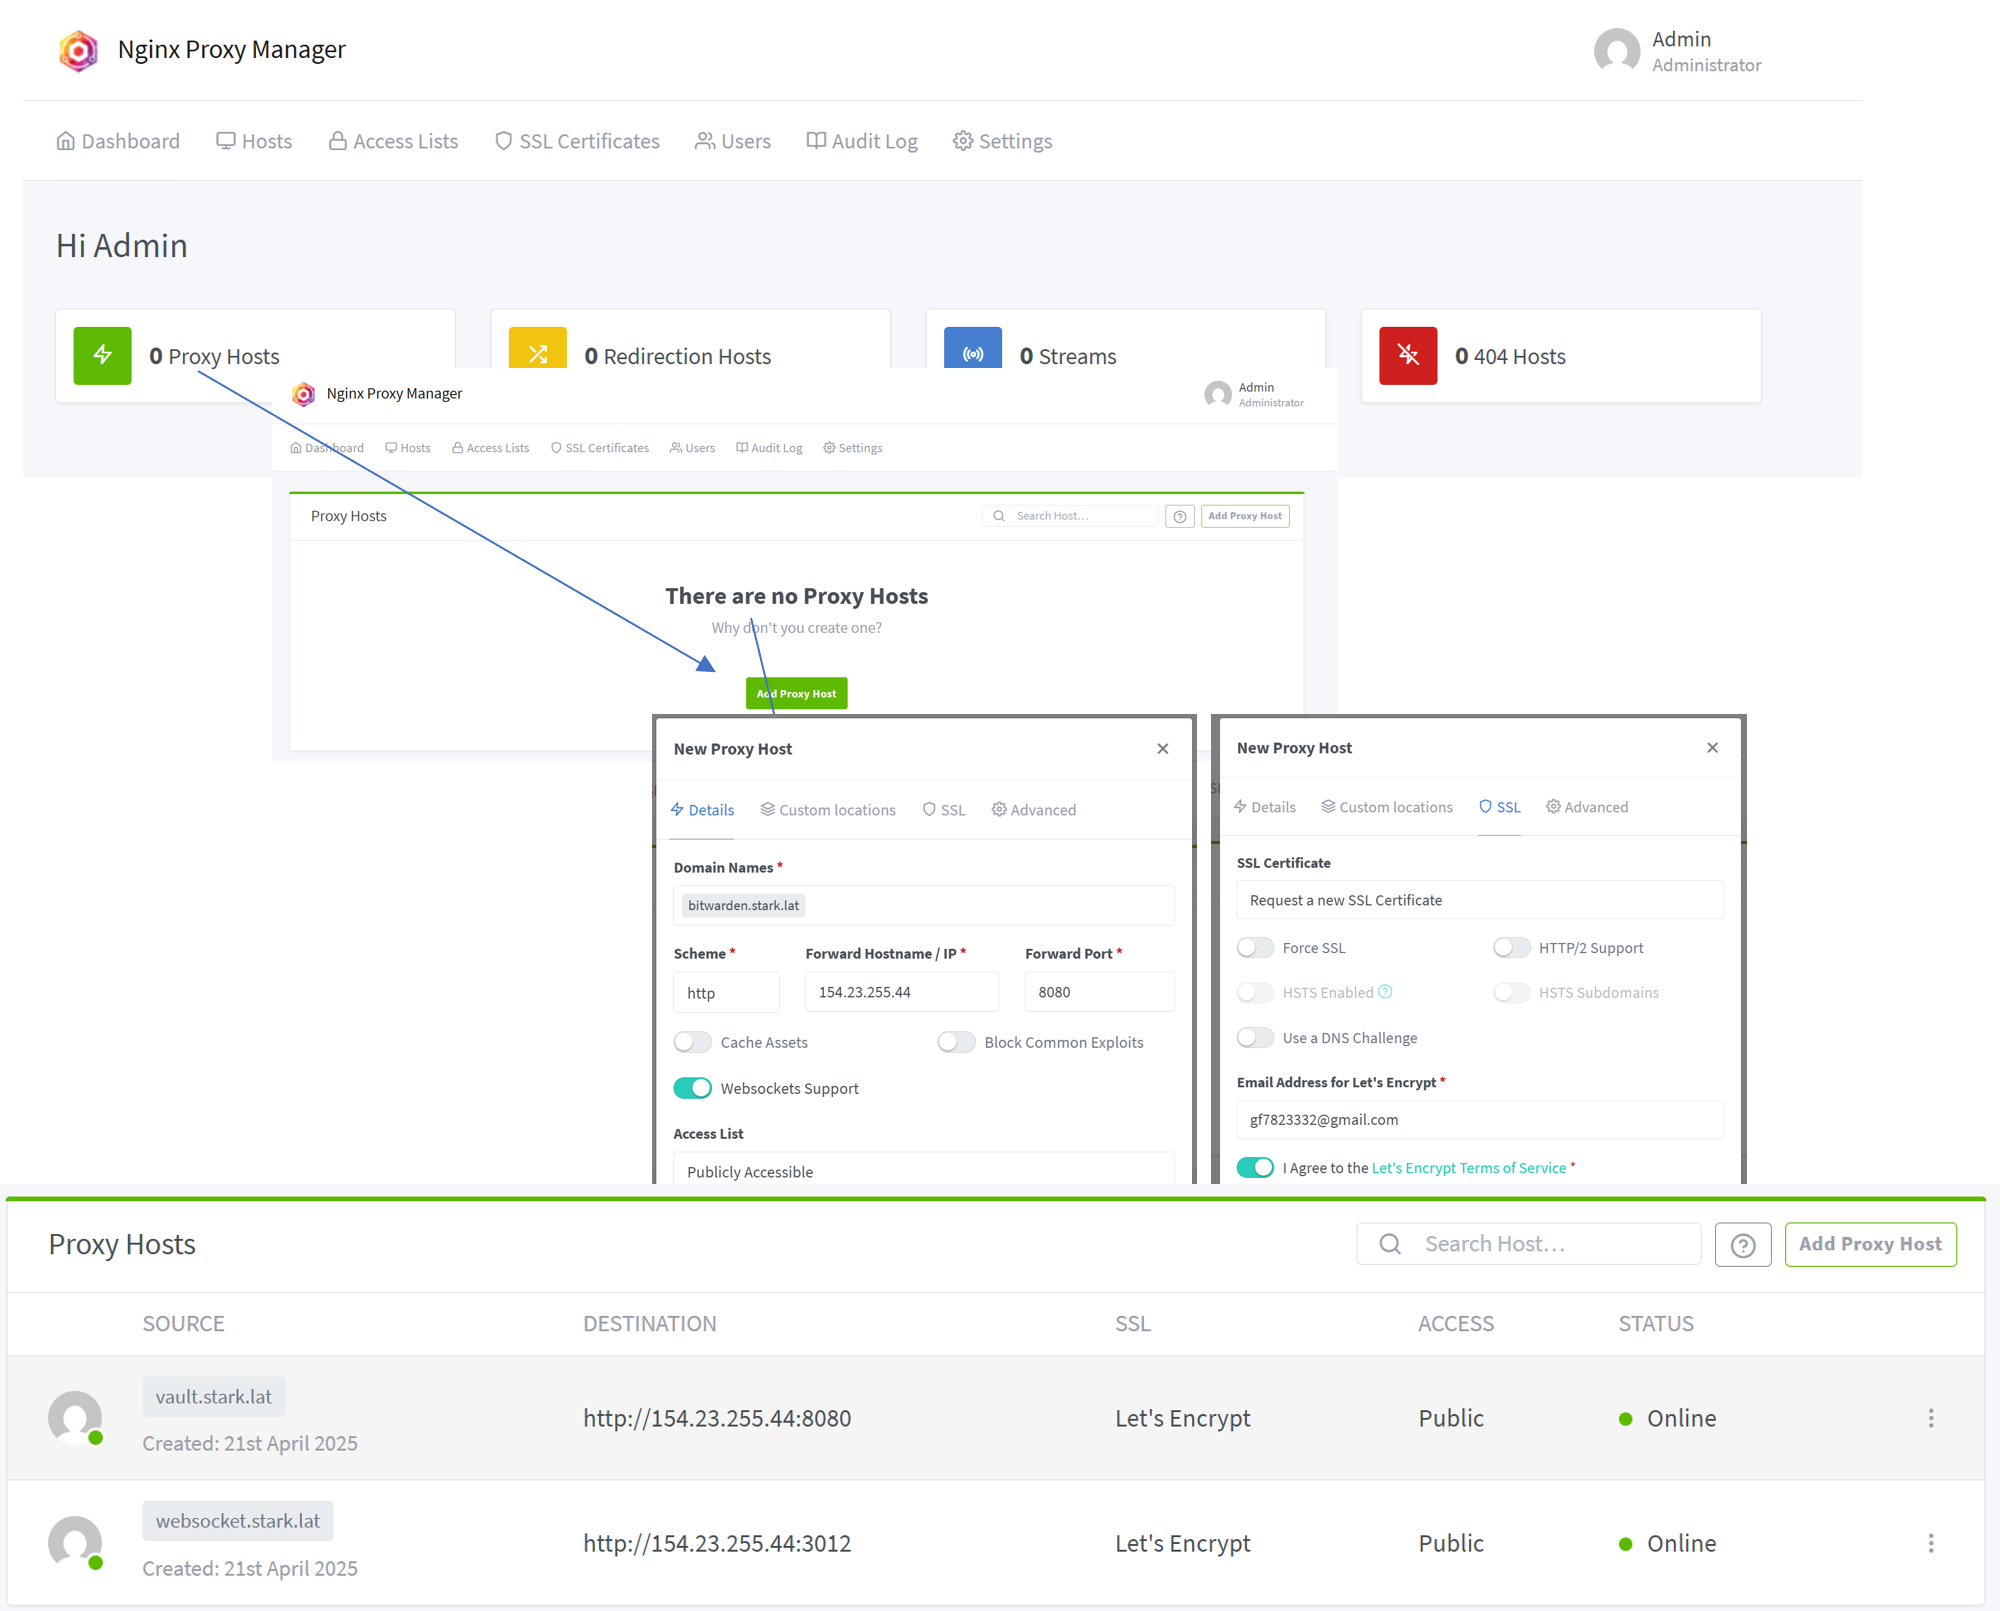 Nginx Proxy Manager
Admin
Administrator
Dashboard Hosts Access Lists SSL Certificates Users Audit Log Settings
Hi Admin
0 Proxy Hosts
0 Redirection Hosts
0 Streams
0 404 Hosts
Nginx Proxy Manager
Admin
Administrator
Dashboard Hosts Access Lists SSL Certificates Users Audit Log Settings
Proxy Hosts
Search Host...
Add Proxy Host
There are no Proxy Hosts
Why don't you create one?
Add Proxy Host
New Proxy Host
Details Custom locations SSL Advanced
Domain Names *
bitwarden.stark.lat
Scheme * Forward Hostname / IP * Forward Port *
http 154.23.255.44 8080
Cache Assets Block Common Exploits
Websockets Support
Access List
Publicly Accessible
New Proxy Host
Details Custom locations SSL Advanced
SSL Certificate
Request a new SSL Certificate
Force SSL HTTP/2 Support
HSTS Enabled HSTS Subdomains
Use a DNS Challenge
Email Address for Let's Encrypt *
gf7823332@gmail.com
I Agree to the Let's Encrypt Terms of Service *
Proxy Hosts
Search Host...
Add Proxy Host
SOURCE DESTINATION SSL ACCESS STATUS
vault.stark.lat
Created: 21st April 2025
http://154.23.255.44:8080 Let's Encrypt Public Online
websocket.stark.lat
Created: 21st April 2025
http://154.23.255.44:3012 Let's Encrypt Public Online